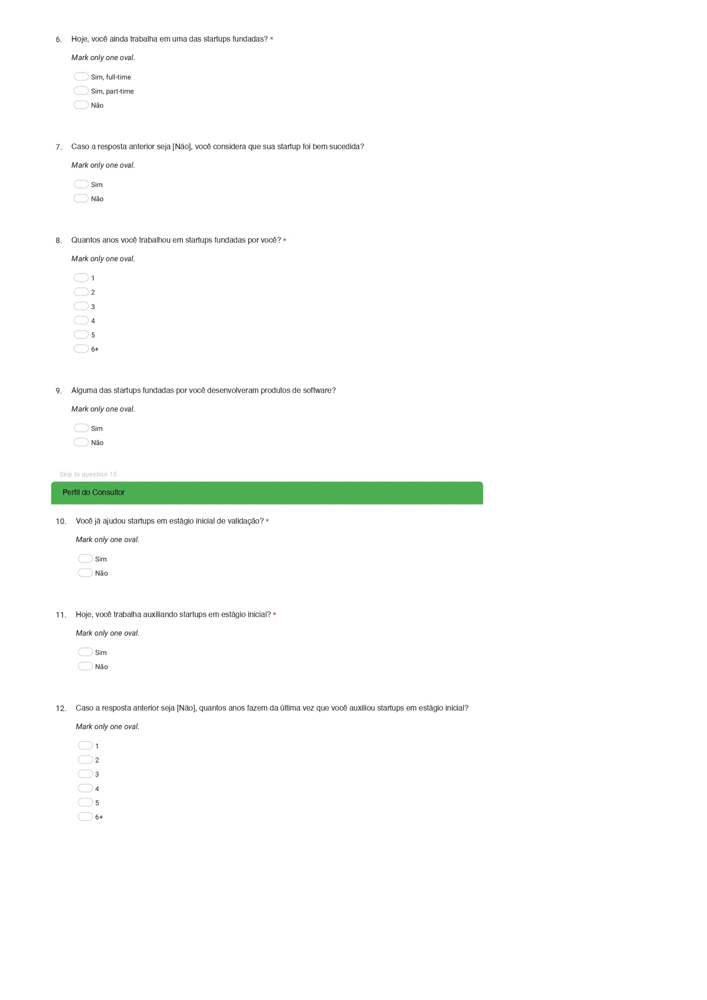 6. Hoje, você ainda trabalha em uma das startups fundadas? *
Mark only one oval.
Sim, full-time
Sim, part-time
Não
7. Caso a resposta anterior seja [Não], você considera que sua startup foi bem sucedida?
Mark only one oval.
Sim
Não
8. Quantos anos você trabalhou em startups fundadas por você? *
Mark only one oval.
1
2
3
4
5
6+
9. Alguma das startups fundadas por você desenvolveram produtos de software?
Mark only one oval.
Sim
Não
Skip to question 15
Perfil do Consultor
10. Você já ajudou startups em estágio inicial de validação? *
Mark only one oval.
Sim
Não
11. Hoje, você trabalha auxiliando startups em estágio inicial? *
Mark only one oval.
Sim
Não
12. Caso a resposta anterior seja [Não], quantos anos fazem da última vez que você auxiliou startups em estágio inicial?
Mark only one oval.
1
2
3
4
5
6+